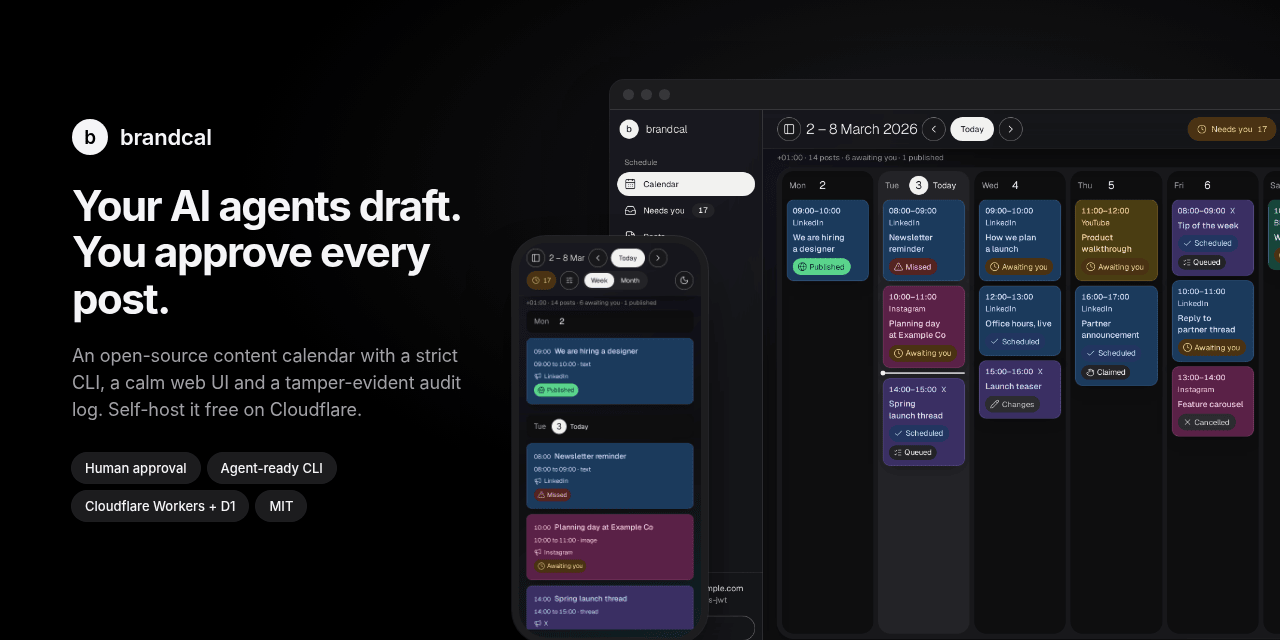 b brandcal
Your AI agents draft.
You approve every
post.
An open-source content calendar with a strict
CLI, a calm web UI and a tamper-evident audit
log. Self-host it free on Cloudflare.
Human approval
Agent-ready CLI
Cloudflare Workers + D1
MIT
2 – 8 Mar
Today
17
Week
Month
+01:00 · 14 posts · 6 awaiting you · 1 published
Mon 2
09:00 We are hiring a designer
09:00 to 10:00 · text
LinkedIn
Published
Tue 3 Today
08:00 Newsletter reminder
08:00 to 09:00 · text
LinkedIn
Missed
10:00 Planning day at Example Co
10:00 to 11:00 · image
Instagram
Awaiting you
14:00 Spring launch thread
14:00 to 15:00 · thread
X
b brandcal
Schedule
Calendar
Needs you 17
2 – 8 March 2026
Today
Needs you 17
+01:00 · 14 posts · 6 awaiting you · 1 published
Mon 2
09:00–10:00
LinkedIn
We are hiring
a designer
Published
Tue 3 Today
08:00–09:00
LinkedIn
Newsletter
reminder
Missed
10:00–11:00
Instagram
Planning day
at Example Co
Awaiting you
14:00–15:00 X
Spring
launch thread
Scheduled
Queued
Wed 4
09:00–10:00
LinkedIn
How we plan
a launch
Awaiting you
12:00–13:00
LinkedIn
Office hours, live
Scheduled
15:00–16:00 X
Launch teaser
Changes
Thu 5
11:00–12:00
YouTube
Product
walkthrough
Awaiting you
16:00–17:00
LinkedIn
Partner
announcement
Scheduled
Claimed
Fri 6
08:00–09:00 X
Tip of the week
Scheduled
Queued
10:00–11:00
LinkedIn
Reply to
partner thread
Awaiting you
13:00–14:00
Instagram
Feature carousel
Cancelled